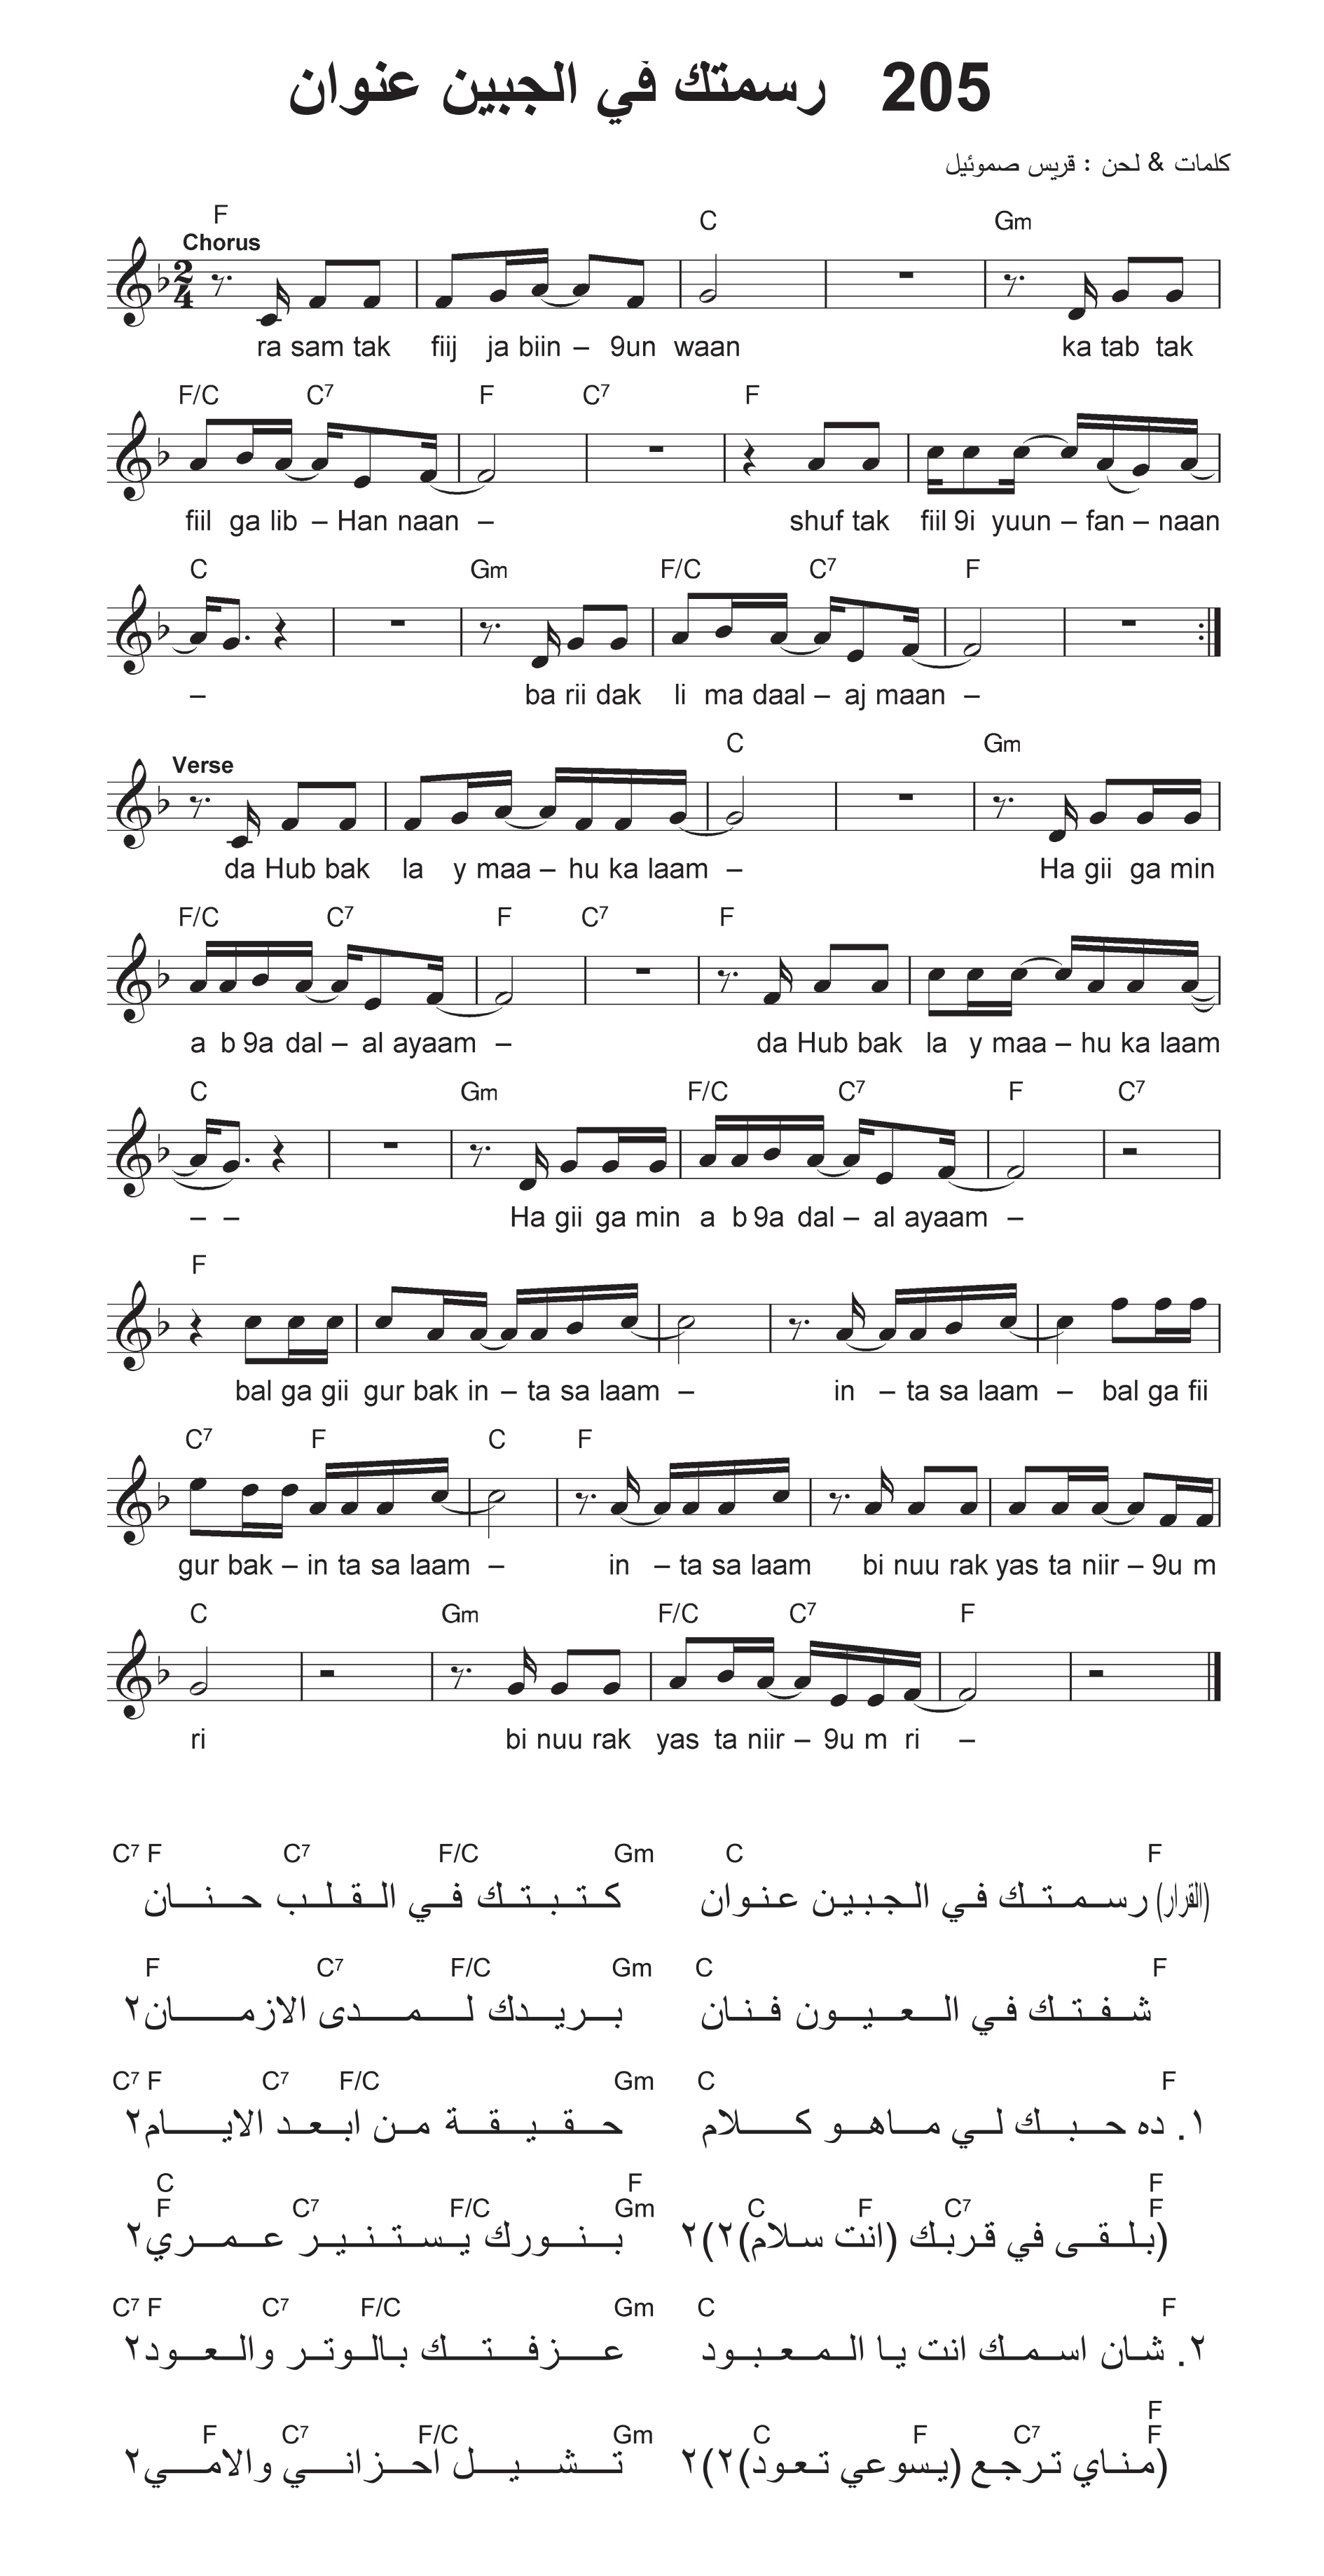 205 رسمتك في الجبين عنوان
كلمات & لحن : قريس صموئيل
F C Gm
Chorus
2 4
ra sam tak fiij ja biin – 9un waan ka tab tak
F/C C7 F C7 F
fiil ga lib – Han naan – shuf tak fiil 9i yuun – fan – naan
C Gm F/C C7 F
– ba rii dak li ma daal – aj maan –
C Gm
Verse
da Hub bak la y maa – hu ka laam – Ha gii ga min
F/C C7 F C7 F
a b 9a dal – al ayaam – da Hub bak la y maa – hu ka laam
C Gm F/C C7 F C7
– – Ha gii ga min a b 9a dal – al ayaam –
F
bal ga gii gur bak in – ta sa laam – in – ta sa laam – bal ga fii
C7 F C F
gur bak – in ta sa laam – in – ta sa laam bi nuu rak yas ta niir – 9u m
C Gm F/C C7 F
ri bi nuu rak yas ta niir – 9u m ri –
C7 F C7 F/C Gm C F
(القرار) رسمتك في الجبين عنوان كتبتك في القلب حنان
F C7 F/C Gm C F
شفتك في العيون فنان بريدك لمدى الازمان٢
C7 F C7 F/C Gm C F
١. ده حبك لي ماهو كلام حقيقة من ابعد الايام٢
C F F
F C7 F/C Gm C F C7 F
(بلقى في قربك (انت سلام)٢)٢ بنورك يستنير عمري٢
C7 F C7 F/C Gm C F
٢. شان اسمك انت يا المعبود عزفتك بالوتر والعود٢
F
F C7 F/C Gm C F C7 F
(مناي ترجع (يسوعي تعود)٢)٢ تشيل احزاني والامي٢